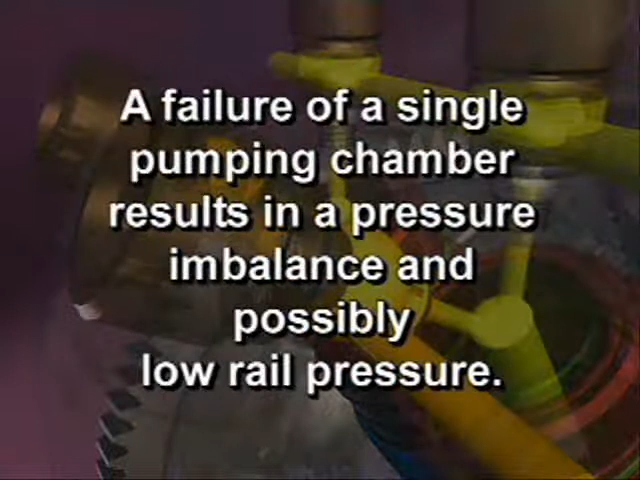 A failure of a single
pumping chamber
results in a pressure
imbalance and
possibly
low rail pressure.